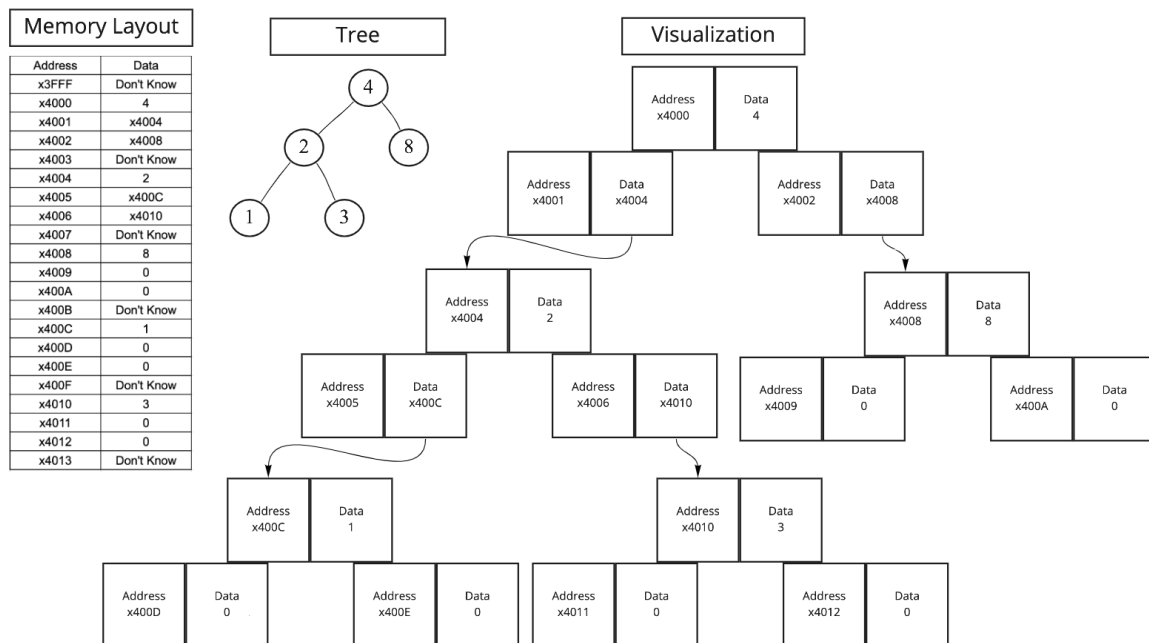 Memory Layout
Address Data
x3FFF Don't Know
x4000 4
x4001 x4004
x4002 x4008
x4003 Don't Know
x4004 2
x4005 x400C
x4006 x4010
x4007 Don't Know
x4008 8
x4009 0
x400A 0
x400B Don't Know
x400C 1
x400D 0
x400E 0
x400F Don't Know
x4010 3
x4011 0
x4012 0
x4013 Don't Know
Tree
4
2 8
1 3
Visualization
Address Data
x4000 4
Address Data Address Data
x4001 x4004 x4002 x4008
Address Data Address Data
x4004 2 x4008 8
Address Data Address Data Address Data Address Data
x4005 x400C x4006 x4010 x4009 0 x400A 0
Address Data Address Data
x400C 1 x4010 3
Address Data Address Data Address Data Address Data
x400D 0 x400E 0 x4011 0 x4012 0